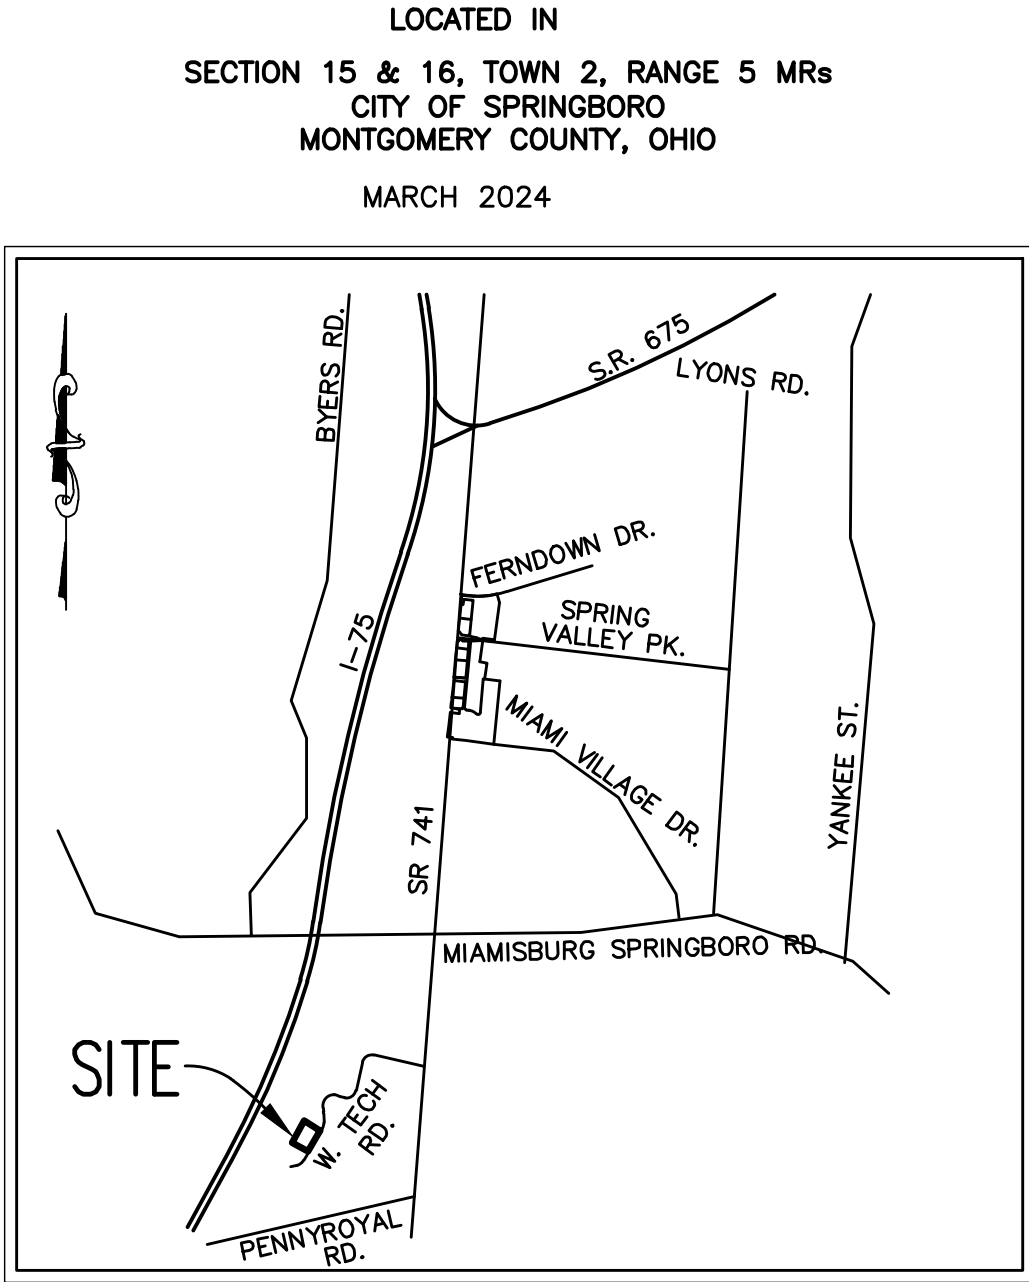 LOCATED IN
SECTION 15 & 16, TOWN 2, RANGE 5 MRs
CITY OF SPRINGBORO
MONTGOMERY COUNTY, OHIO
MARCH 2024
BYERS RD.
S.R. 675
LYONS RD.
FERNDOWN DR.
SPRING
VALLEY PK.
I-75
MIAMI VILLAGE DR.
YANKEE ST.
SR 741
MIAMISBURG SPRINGBORO RD.
SITE
W. TECH
RD.
PENNYROYAL
RD.